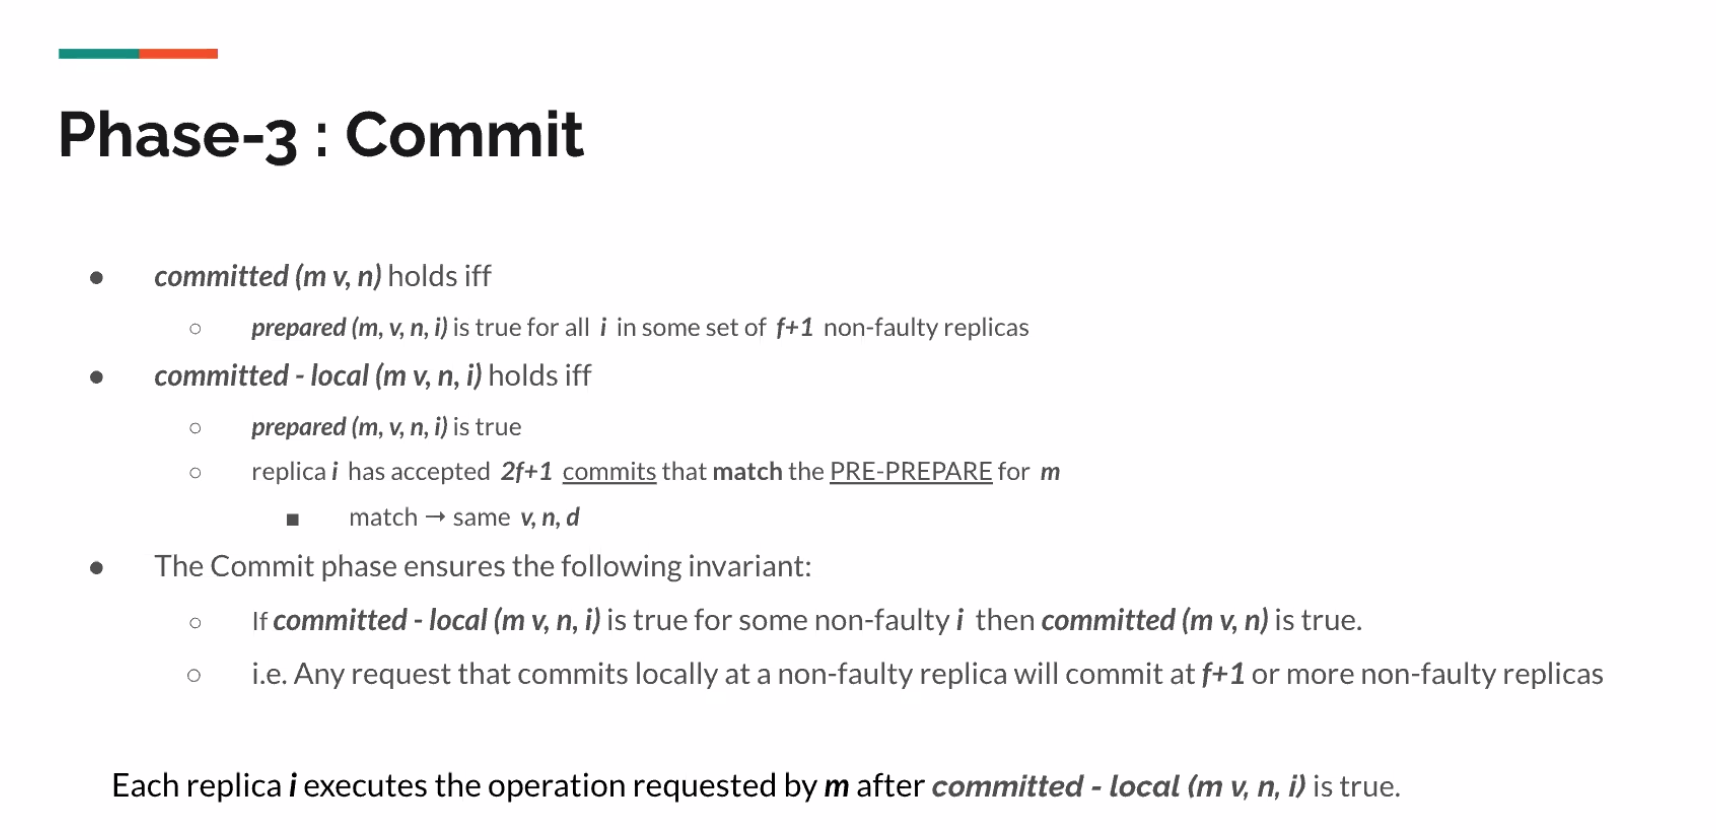 Phase-3 : Commit
● committed (m v, n) holds iff
○ prepared (m, v, n, i) is true for all i in some set of f+1 non-faulty replicas
● committed - local (m v, n, i) holds iff
○ prepared (m, v, n, i) is true
○ replica i has accepted 2f+1 commits that match the PRE-PREPARE for m
■ match → same v, n, d
● The Commit phase ensures the following invariant:
○ If committed - local (m v, n, i) is true for some non-faulty i then committed (m v, n) is true.
○ i.e. Any request that commits locally at a non-faulty replica will commit at f+1 or more non-faulty replicas
Each replica i executes the operation requested by m after committed - local (m v, n, i) is true.